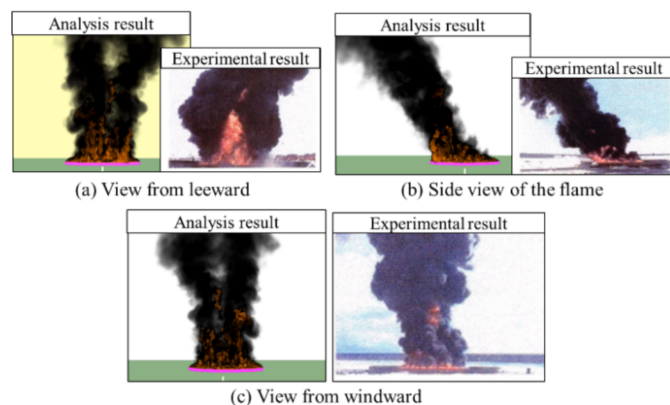 Analysis result
Experimental result
(a) View from leeward
Analysis result
Experimental result
(b) Side view of the flame
Analysis result
Experimental result
(c) View from windward